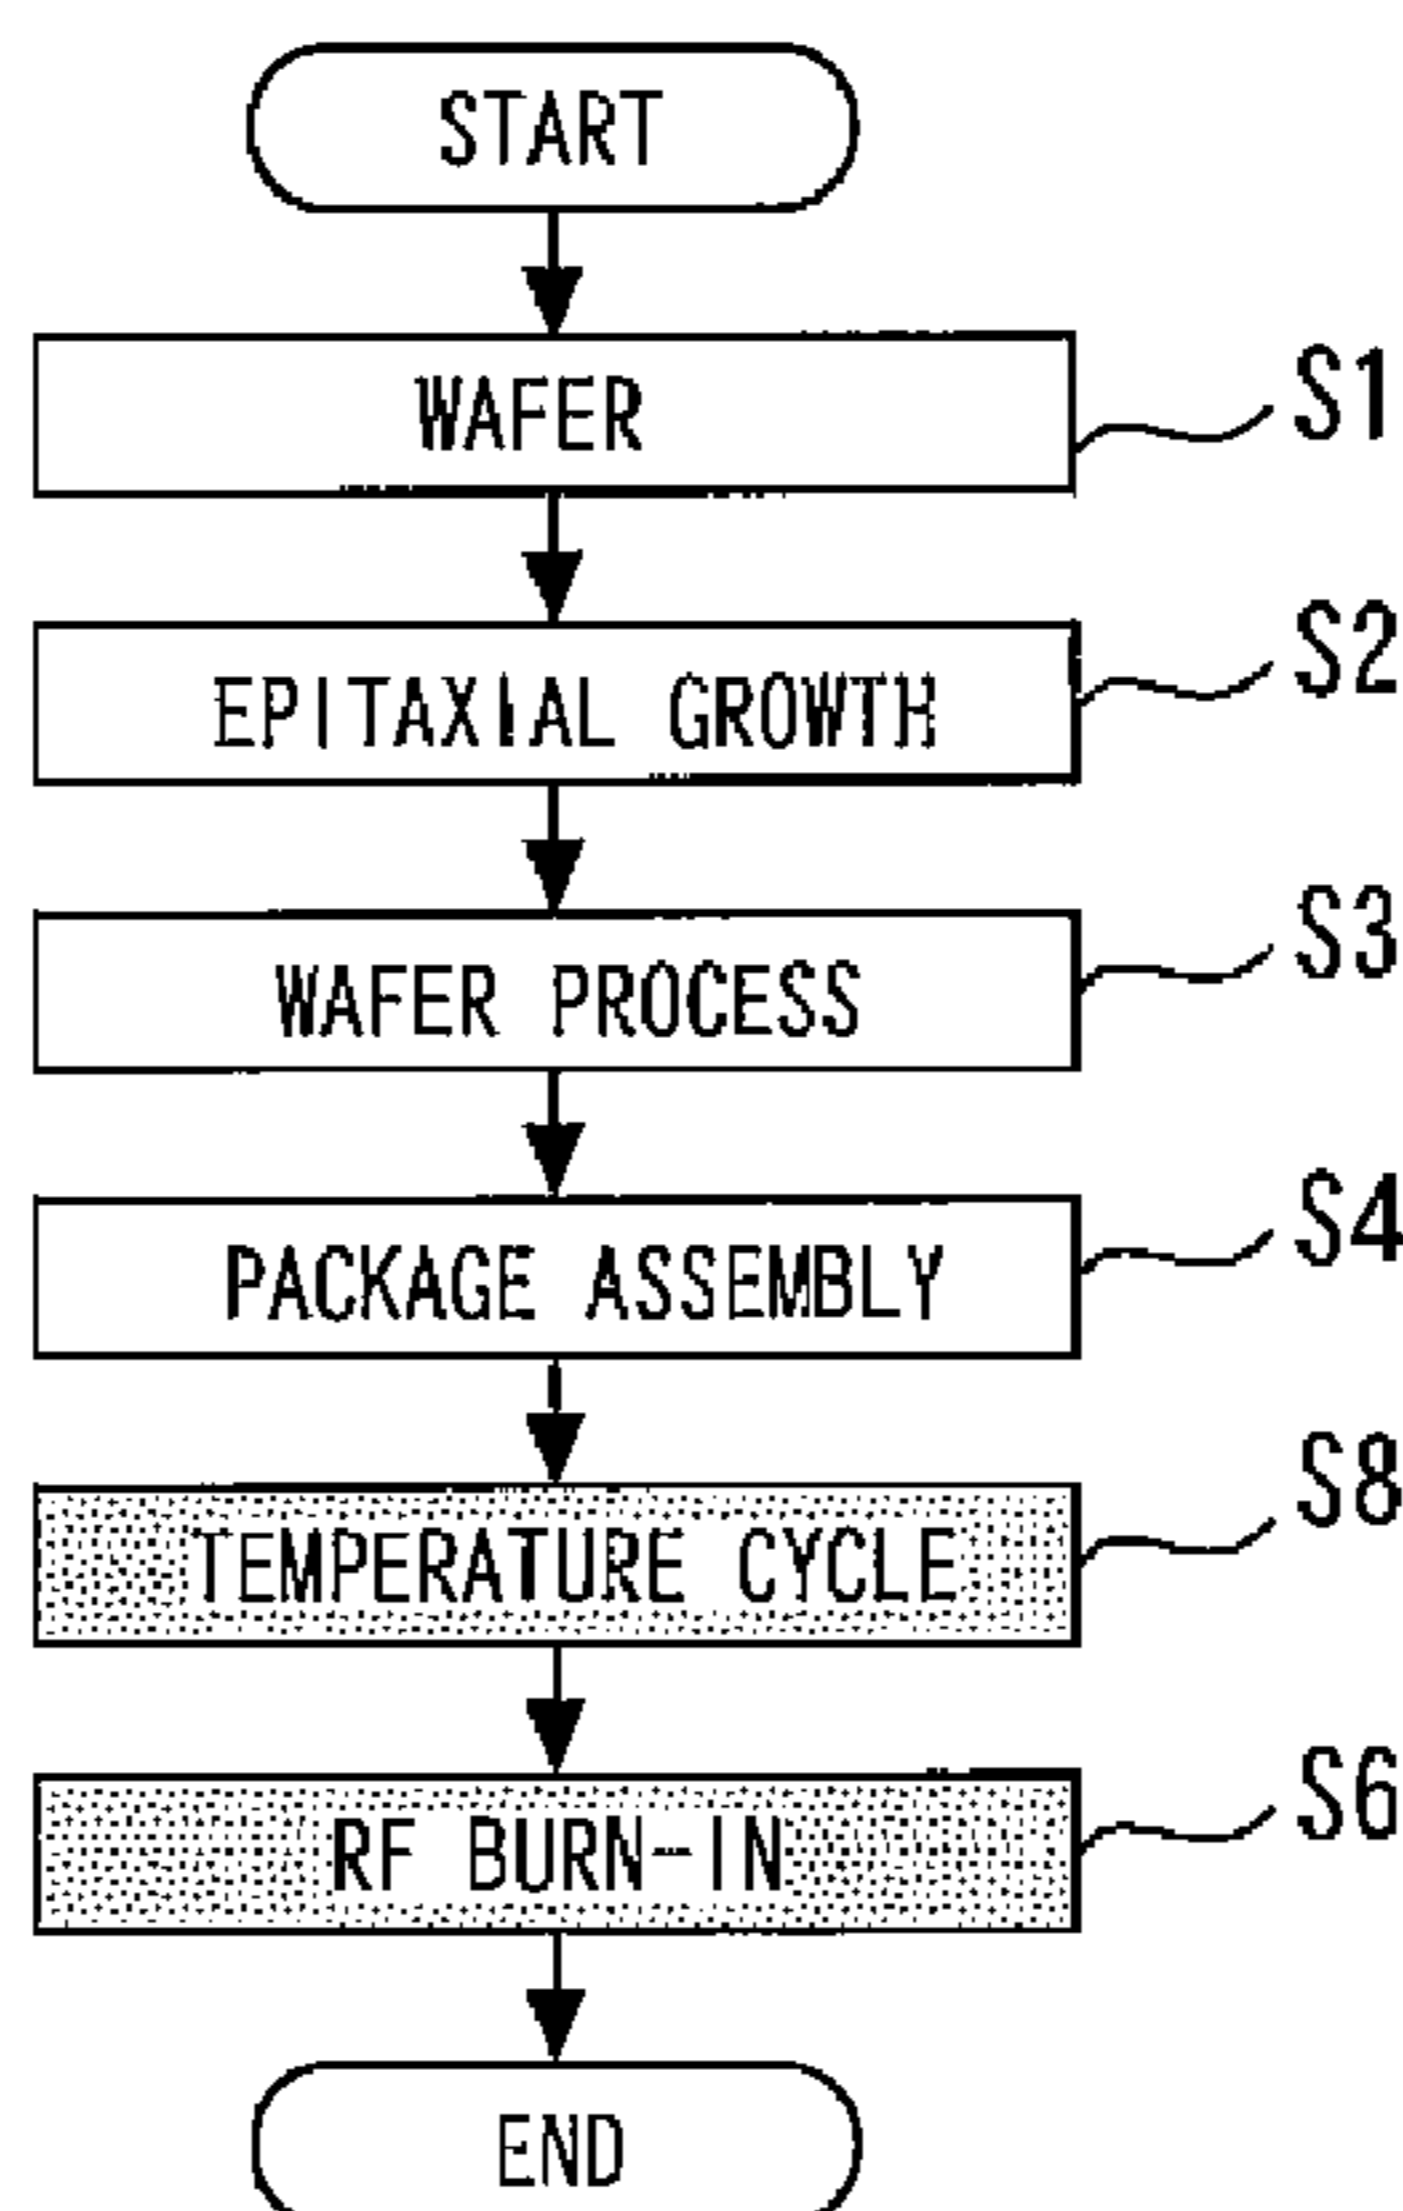 START
WAFER S1
EPITAXIAL GROWTH S2
WAFER PROCESS S3
PACKAGE ASSEMBLY S4
TEMPERATURE CYCLE S8
RF BURN-IN S6
END